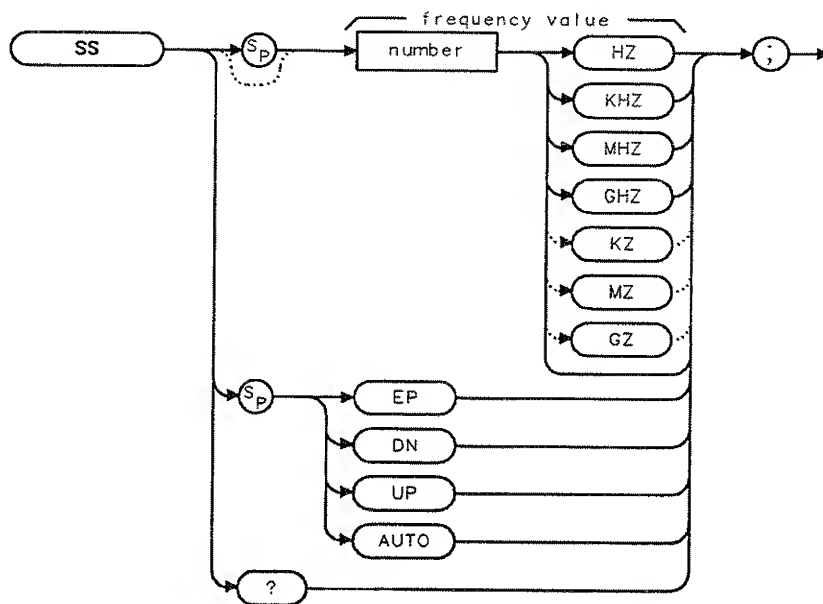 frequency value
SS
SP
number
HZ
;
KHZ
MHZ
GHZ
KZ
MZ
GZ
SP
EP
DN
UP
AUTO
?